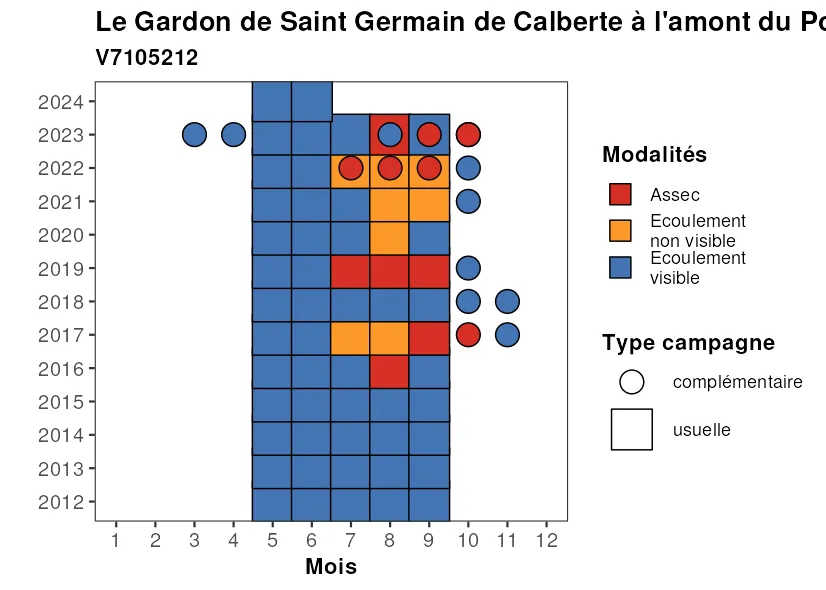 Le Gardon de Saint Germain de Calberte à l'amont du
V7105212
2024
2023
2022
2021
2020
2019
2018
2017
2016
2015
2014
2013
2012
1 2 3 4 5 6 7 8 9 10 11 12
Mois
Modalités
Assec
Ecoulement
non visible
Ecoulement
visible
Type campagne
complémentaire
usuelle